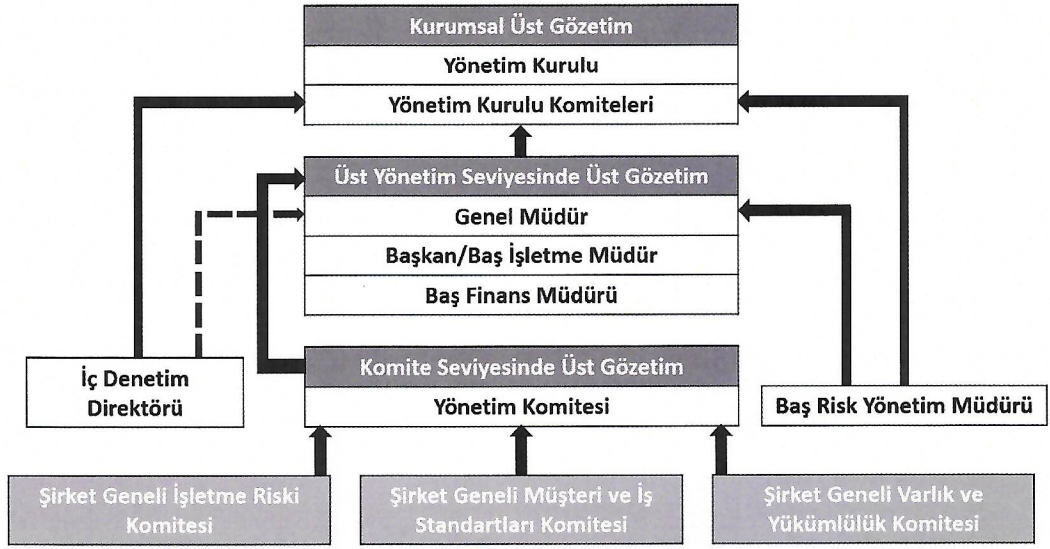 Kurumsal Üst Gözetim
Yönetim Kurulu
Yönetim Kurulu Komiteleri
Üst Yönetim Seviyesinde Üst Gözetim
Genel Müdür
Başkan/Baş İşletme Müdür
Baş Finans Müdürü
İç Denetim
Direktörü
Komite Seviyesinde Üst Gözetim
Yönetim Komitesi
Baş Risk Yönetim Müdürü
Şirket Geneli İşletme Riski
Komitesi
Şirket Geneli Müşteri ve İş
Standartları Komitesi
Şirket Geneli Varlık ve
Yükümlülük Komitesi